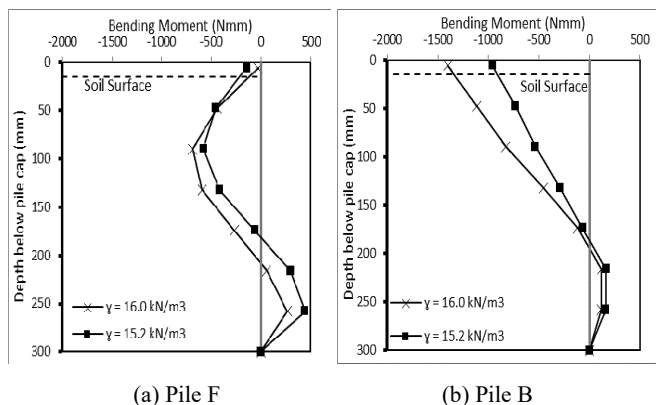 Bending Moment (Nmm)
-2000 -1500 -1000 -500 0 500
0
50
100
150
200
250
300
Depth below pile cap (mm)
Soil Surface
γ = 16.0 kN/m3
γ = 15.2 kN/m3
(a) Pile F
Bending Moment (Nmm)
-2000 -1500 -1000 -500 0 500
0
50
100
150
200
250
300
Depth below pile cap (mm)
Soil Surface
γ = 16.0 kN/m3
γ = 15.2 kN/m3
(b) Pile B